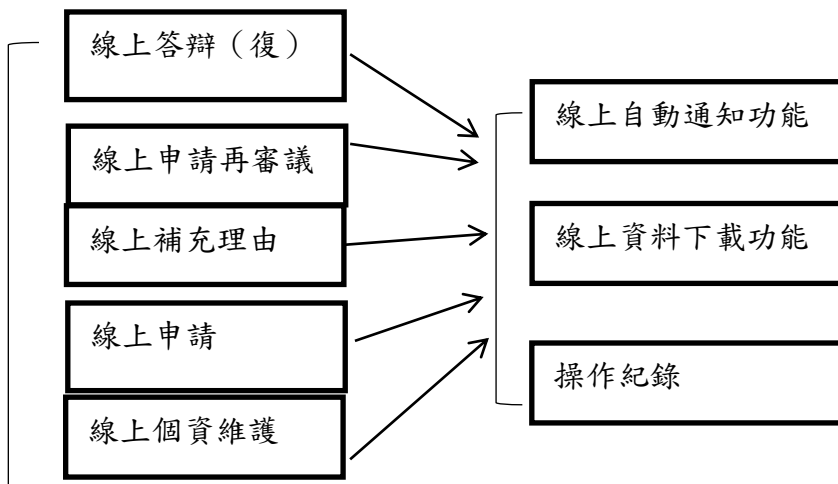 線上答辯（復）
線上申請再審議
線上補充理由
線上申請
線上個資維護
線上自動通知功能
線上資料下載功能
操作紀錄